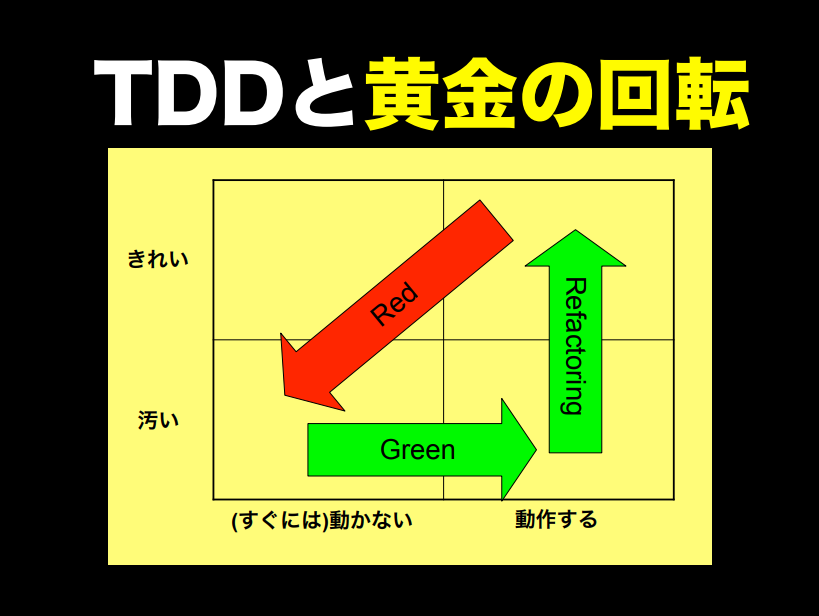 TDDと黄金の回転
きれい
Red
Refactoring
汚い
Green
(すぐには)動かない
動作する